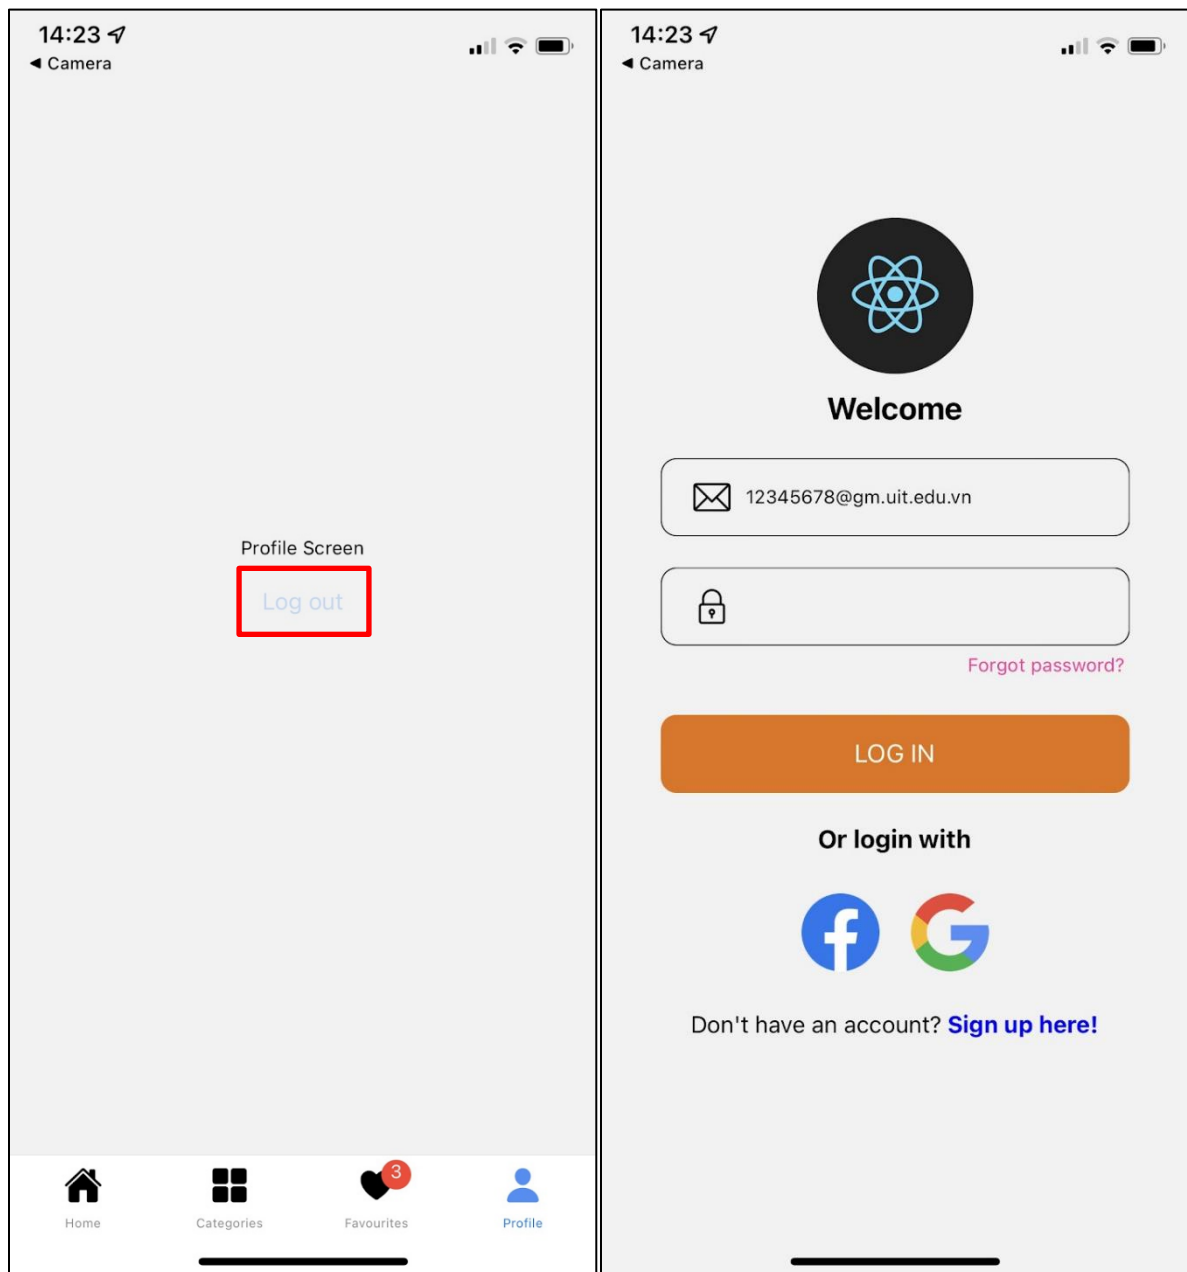 14:23
◀ Camera
Profile Screen
Log out
3
Home
Categories
Favourites
Profile
14:23
◀ Camera
Welcome
12345678@gm.uit.edu.vn
Forgot password?
LOG IN
Or login with
Don't have an account? Sign up here!